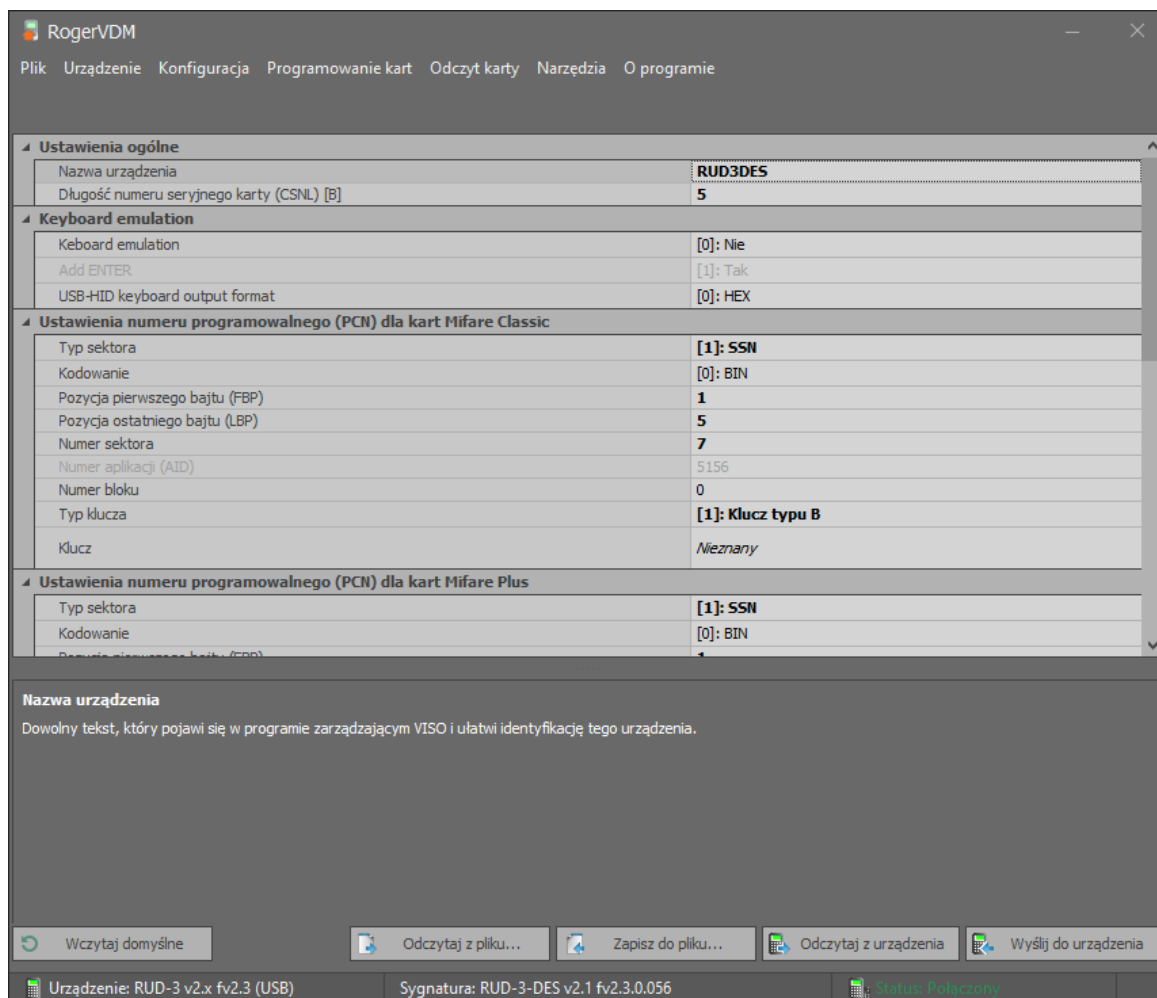 RogerVDM
Plik Urządzenie Konfiguracja Programowanie kart Odczyt karty Narzędzia O programie
Ustawienia ogólne
Nazwa urządzenia RUD3DES
Długość numeru seryjnego karty (CSNL) [B] 5
Keyboard emulation
Keboard emulation [0]: Nie
Add ENTER [1]: Tak
USB-HID keyboard output format [0]: HEX
Ustawienia numeru programowalnego (PCN) dla kart Mifare Classic
Typ sektora [1]: SSN
Kodowanie [0]: BIN
Pozycja pierwszego bajtu (FBP) 1
Pozycja ostatniego bajtu (LBP) 5
Numer sektora 7
Numer aplikacji (AID) 5156
Numer bloku 0
Typ klucza [1]: Klucz typu B
Klucz Nieznany
Ustawienia numeru programowalnego (PCN) dla kart Mifare Plus
Typ sektora [1]: SSN
Kodowanie [0]: BIN
Pozycja pierwszego bajtu (FBP) 1
Nazwa urządzenia
Dowolny tekst, który pojawi się w programie zarządzającym VISO i ułatwi identyfikację tego urządzenia.
Wczytaj domyślne Odczytaj z pliku... Zapisz do pliku... Odczytaj z urządzenia Wyślij do urządzenia
Urządzenie: RUD-3 v2.x fv2.3 (USB) Sygnatura: RUD-3-DES v2.1 fv2.3.0.056 Status: Połączony